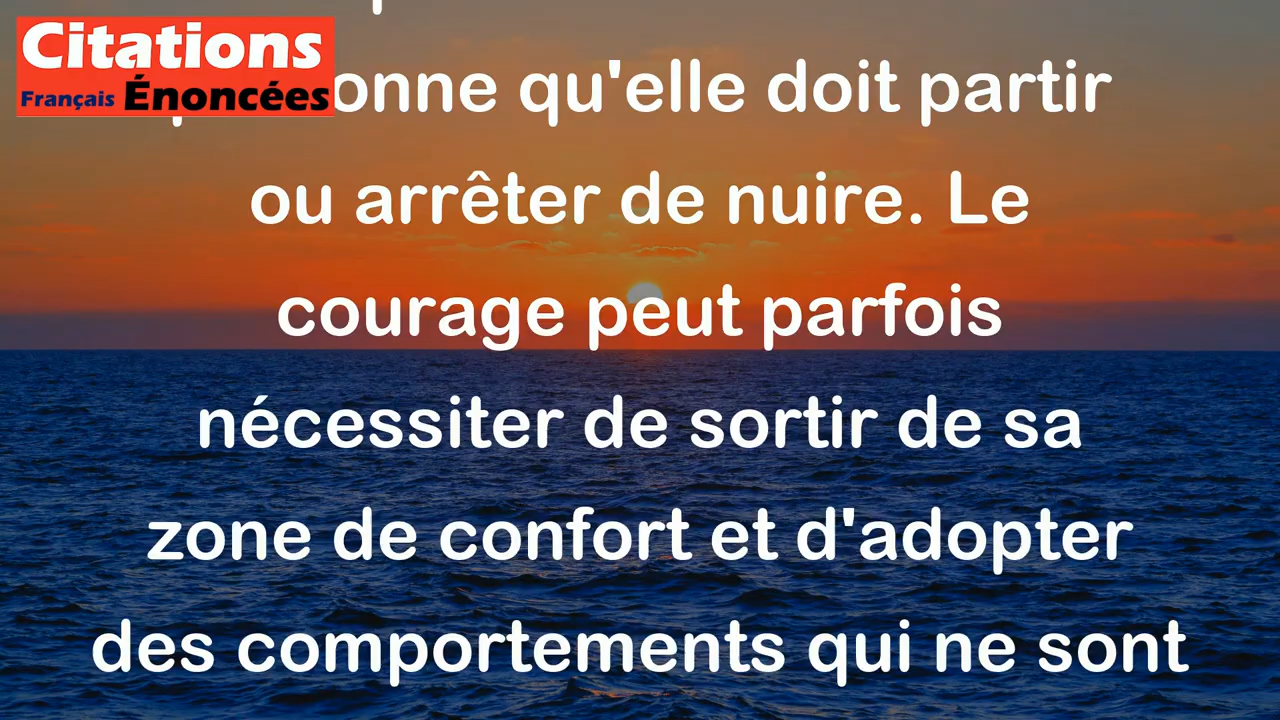 Citations
Français Énoncées
onne qu'elle doit partir
ou arrêter de nuire. Le
courage peut parfois
nécessiter de sortir de sa
zone de confort et d'adopter
des comportements qui ne sont